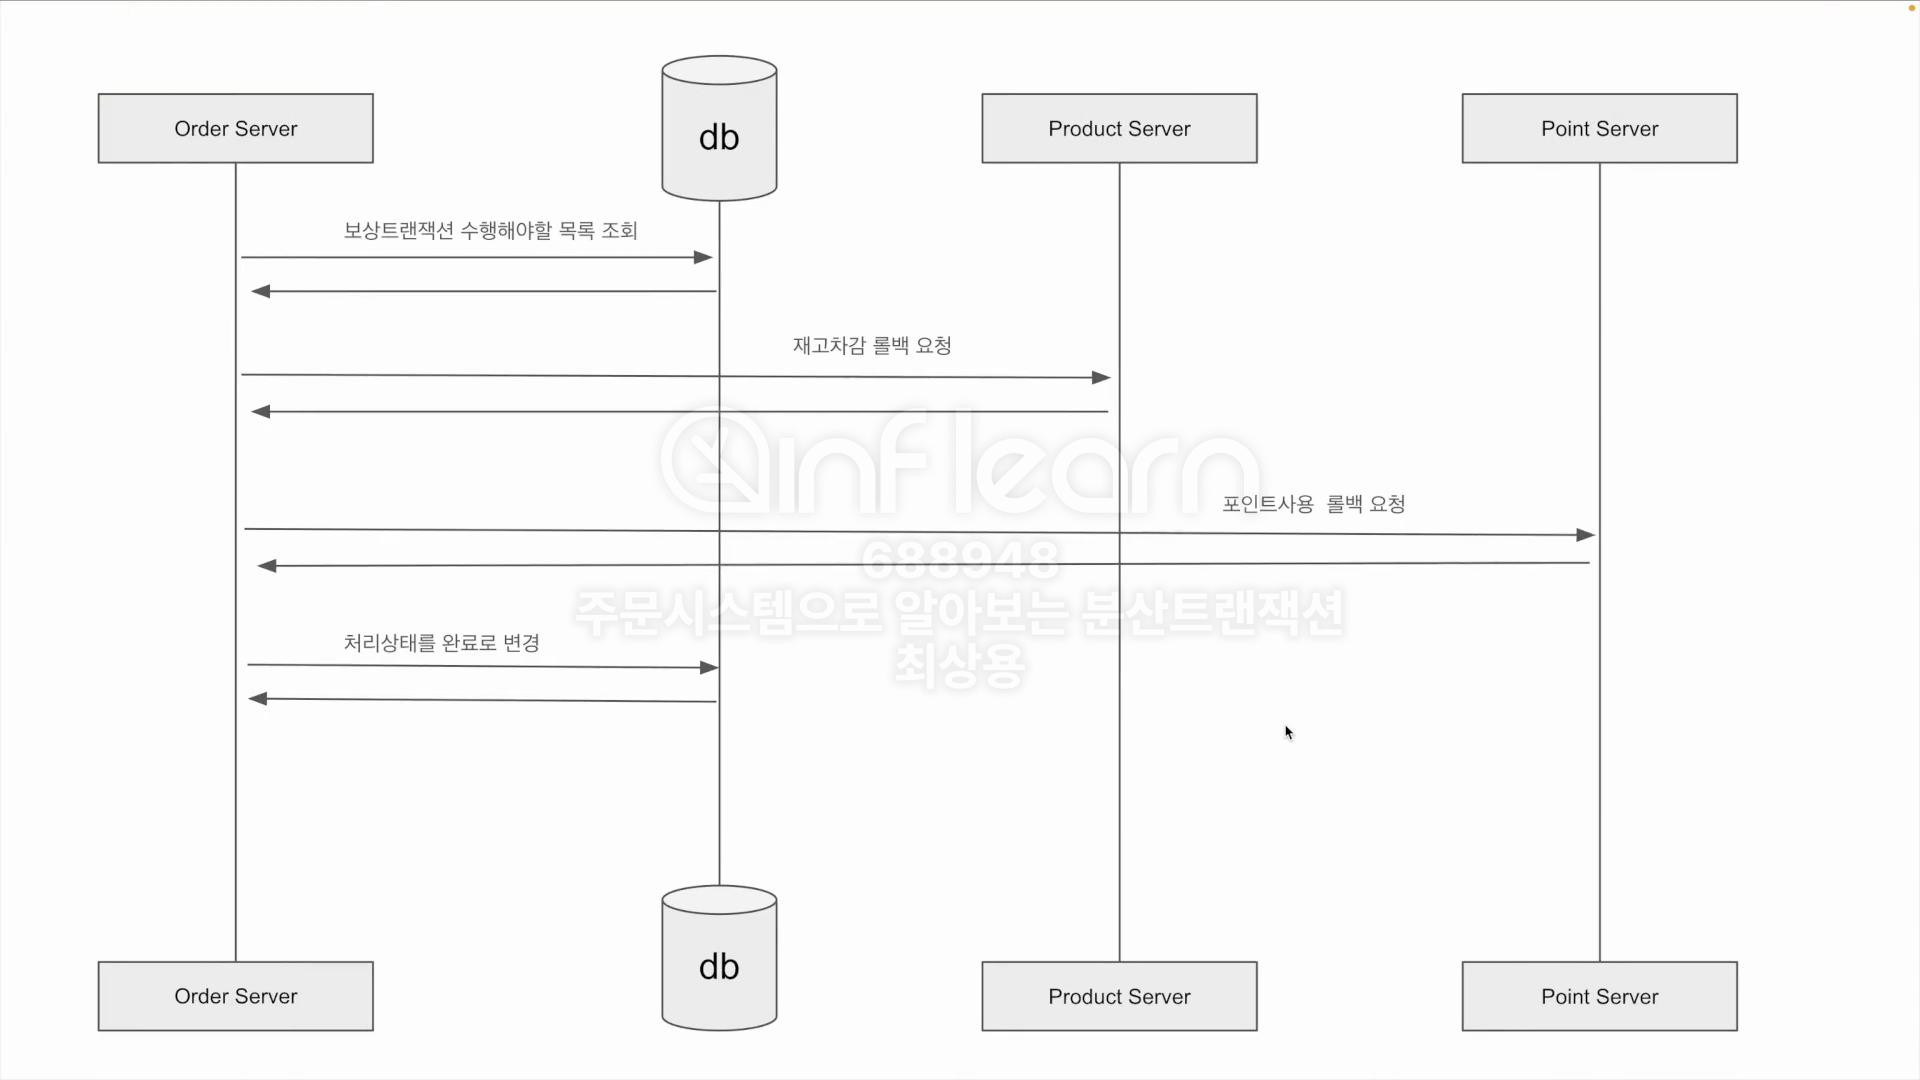 Order Server
db
Product Server
Point Server
보상트랜잭션 수행해야할 목록 조회
재고차감 롤백 요청
inflearn
포인트사용 롤백 요청
688948
주문시스템으로 알아보는 분산트랜잭션
처리상태를 완료로 변경
최상용
Order Server
db
Product Server
Point Server